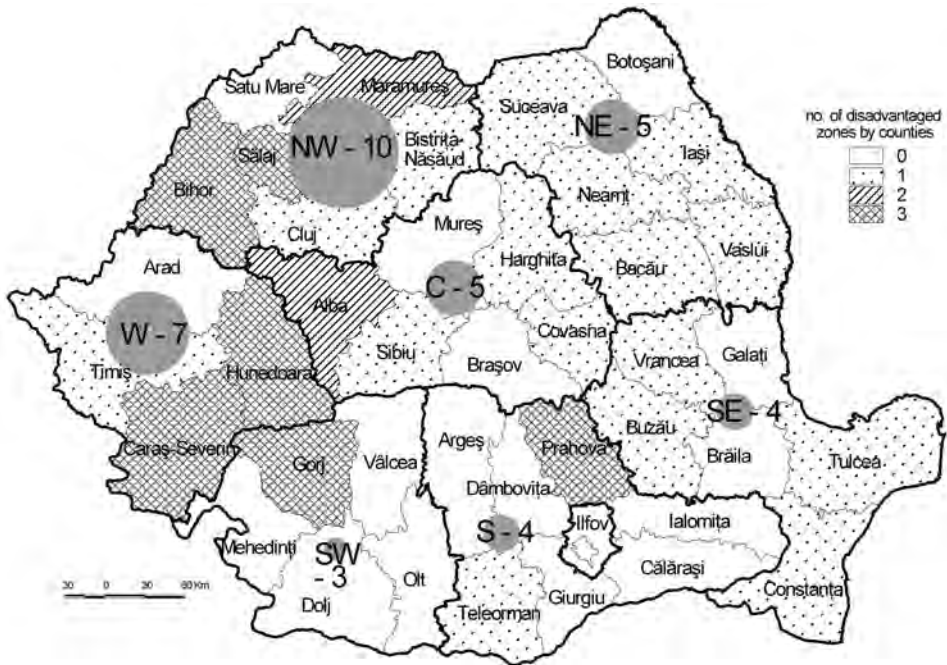 Botoşani
Satu Mare
Maramureş
Suceava
no. of disadvantaged
zones by counties
0
1
2
3
NE - 5
NW - 10
Bistriţa-
Năsăud
Iaşi
Sălaj
Bihor
Neamţ
Mureş
Cluj
Harghita
Vaslui
Arad
Bacău
C - 5
Alba
W - 7
Covasna
Sibiu
Vrancea
Galaţi
Braşov
Timiş
Hunedoara
SE - 4
Argeş
Prahova
Buzău
Caraş-Severin
Gorj
Vâlcea
Brăila
Tulcea
Dâmboviţa
Ilfov
Ialomiţa
S - 4
Mehedinţi
SW
- 3
Călăraşi
Olt
Constanţa
30 0 30 60 Km
Dolj
Teleorman
Giurgiu